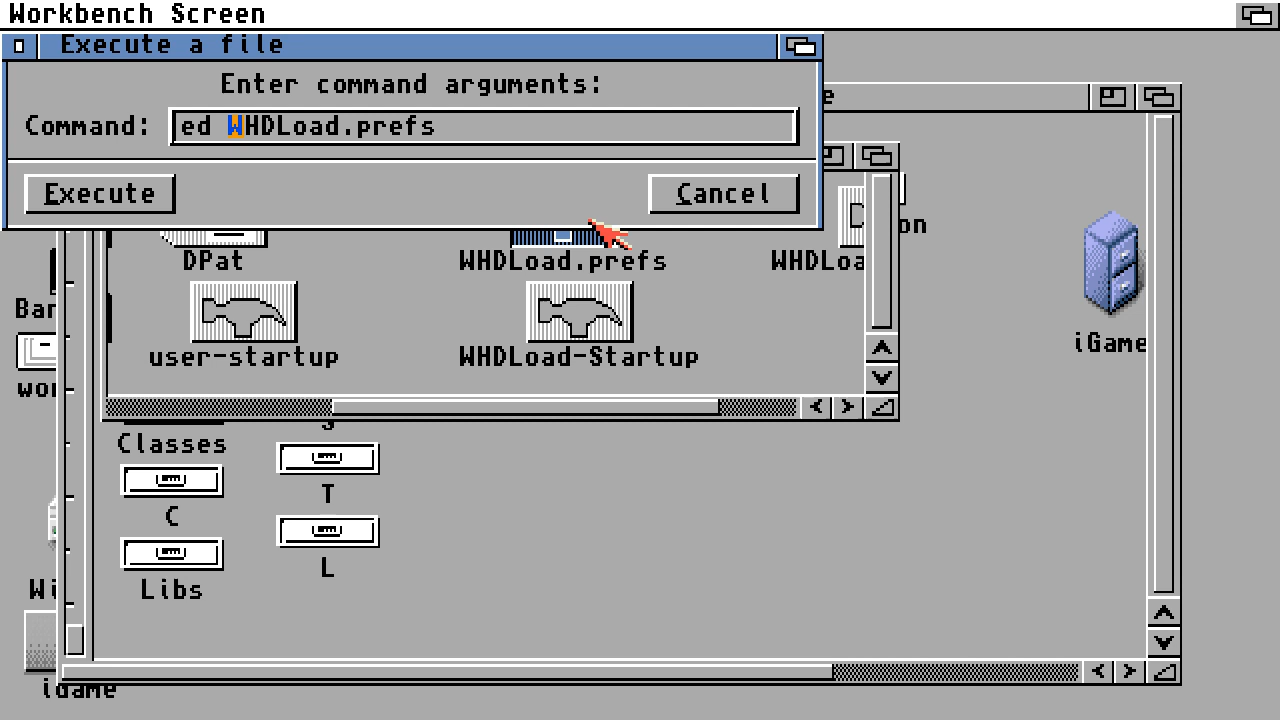 Workbench Screen
Execute a file
Enter command arguments:
Command: ed WHDLoad.prefs
Execute Cancel
DPat WHDLoad.prefs
user-startup WHDLoad-Startup
iGame
Classes
T
C
L
Libs
iGame